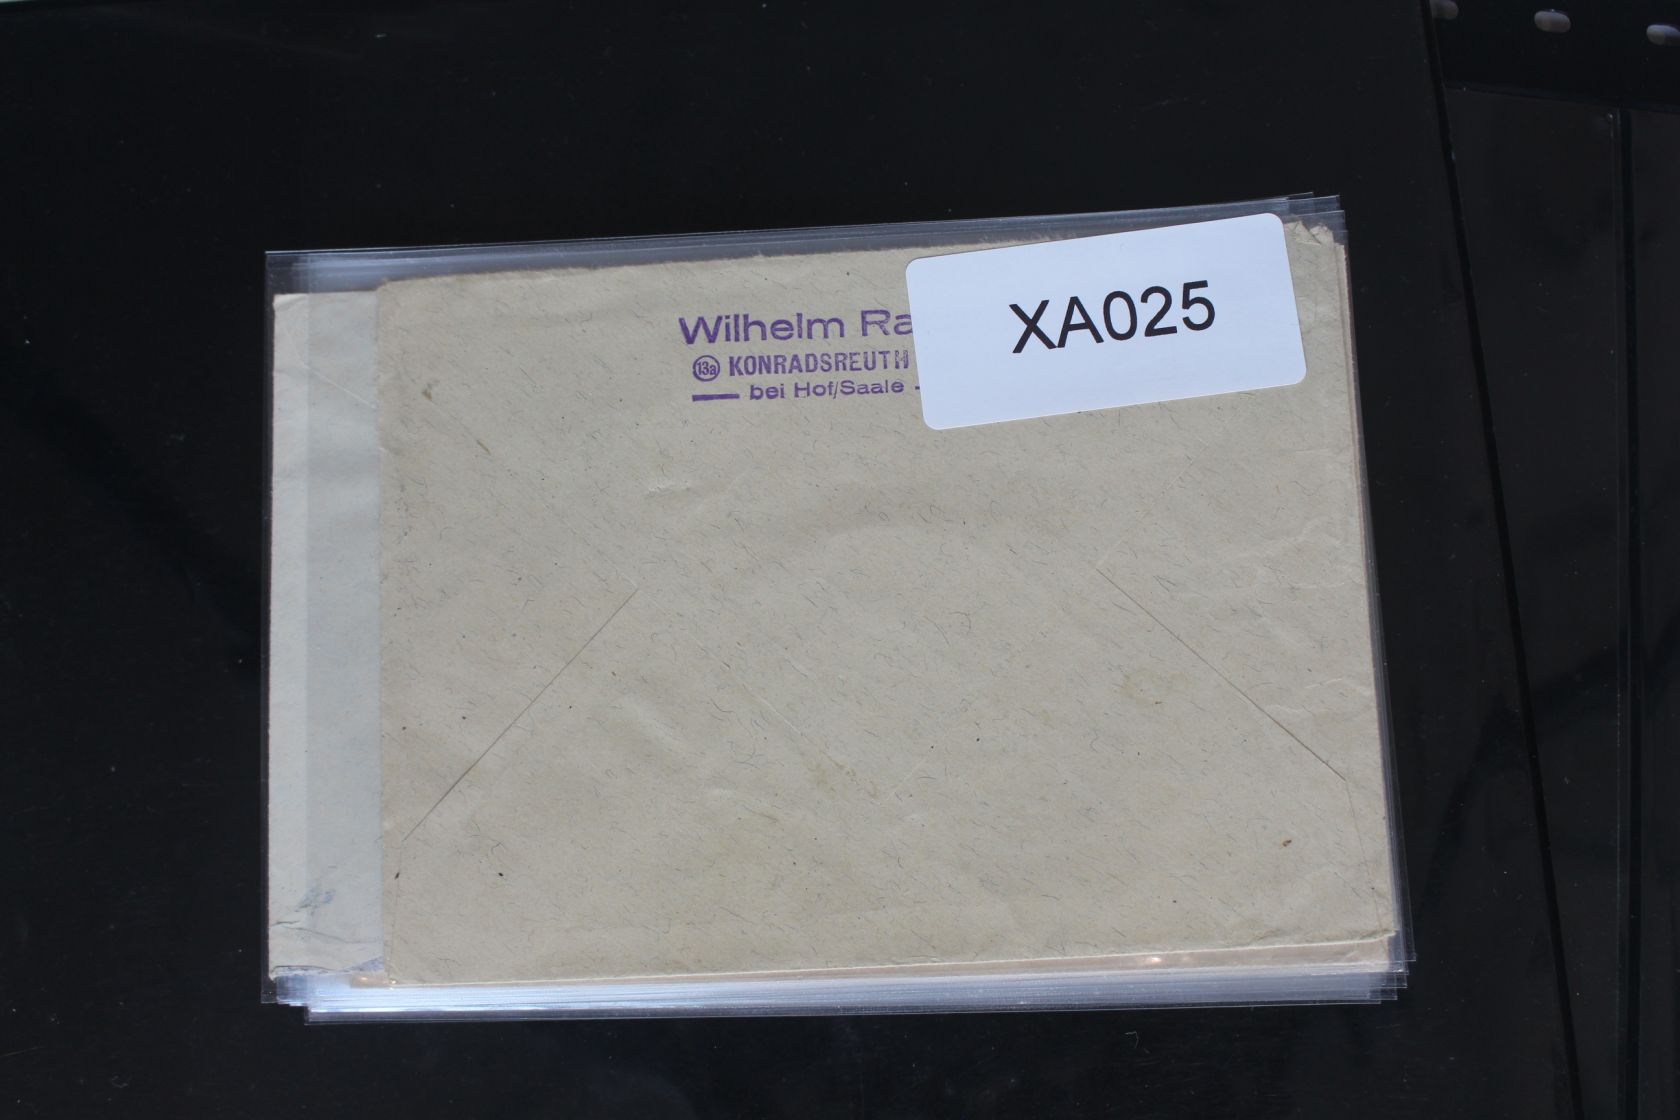 Wilhelm Ra
13a KONRADSREUTH
bei Hof/Saale -
XA025